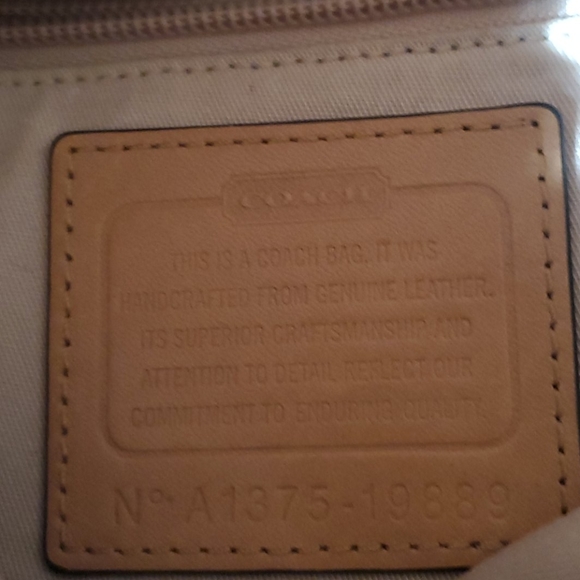 COACH
THIS IS A COACH BAG. IT WAS
HANDCRAFTED FROM GENUINE LEATHER.
ITS SUPERIOR CRAFTSMANSHIP AND
ATTENTION TO DETAIL REFLECT OUR
COMMITMENT TO ENDURING QUALITY.
Nº A1375-19889